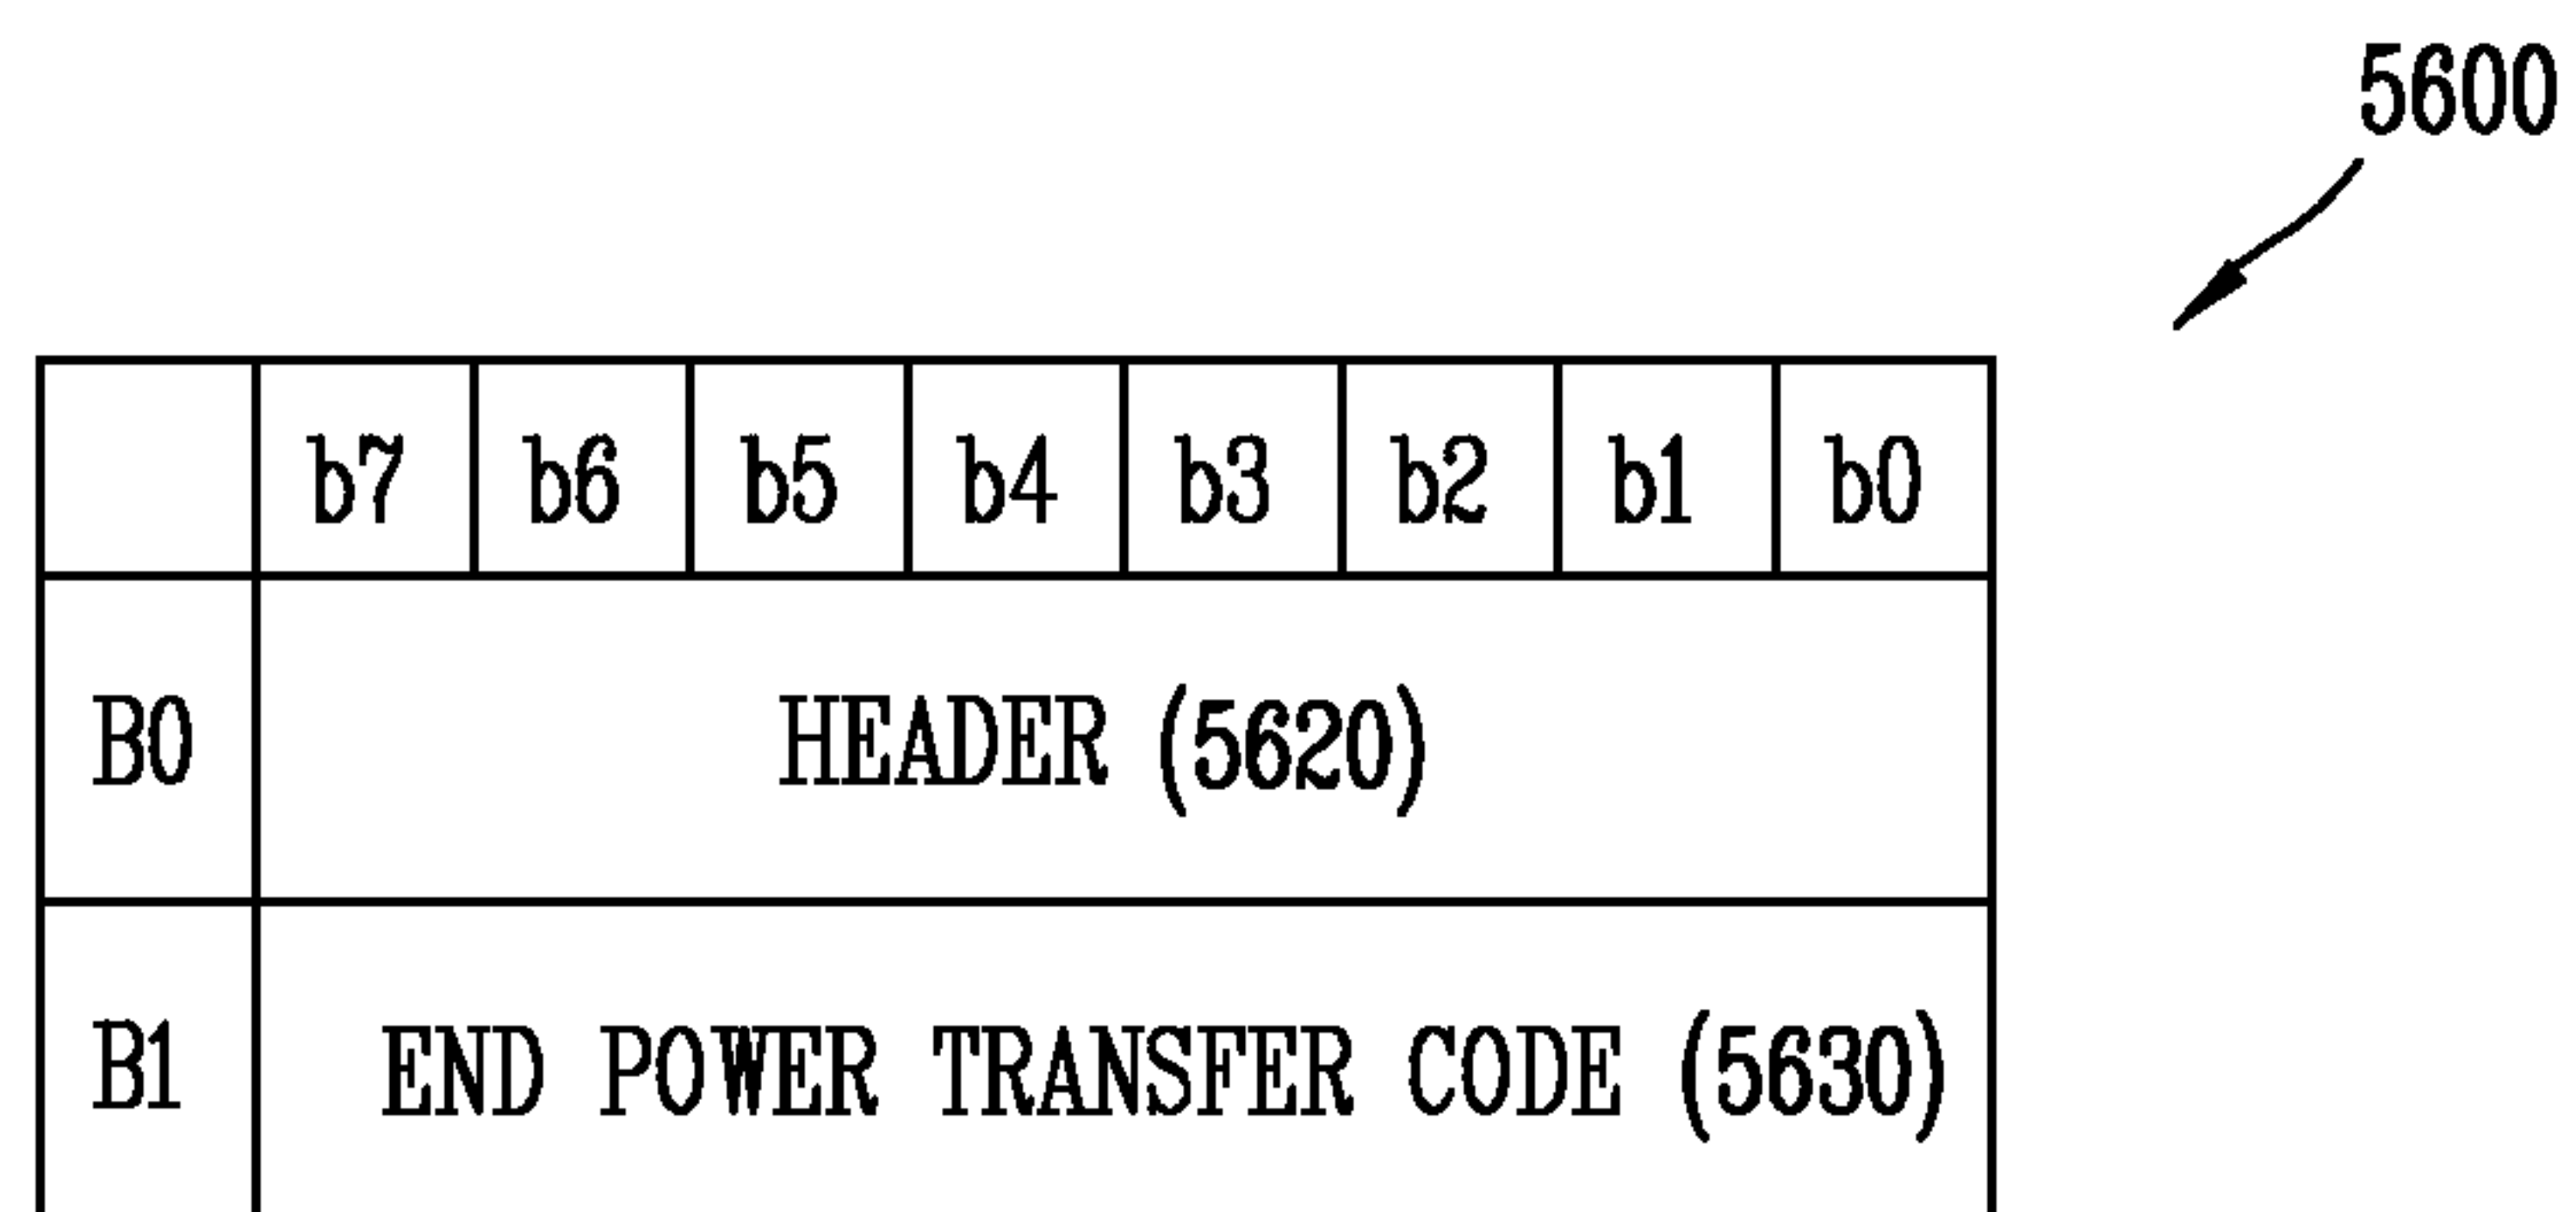 5600
b7 b6 b5 b4 b3 b2 b1 b0
B0 HEADER (5620)
B1 END POWER TRANSFER CODE (5630)